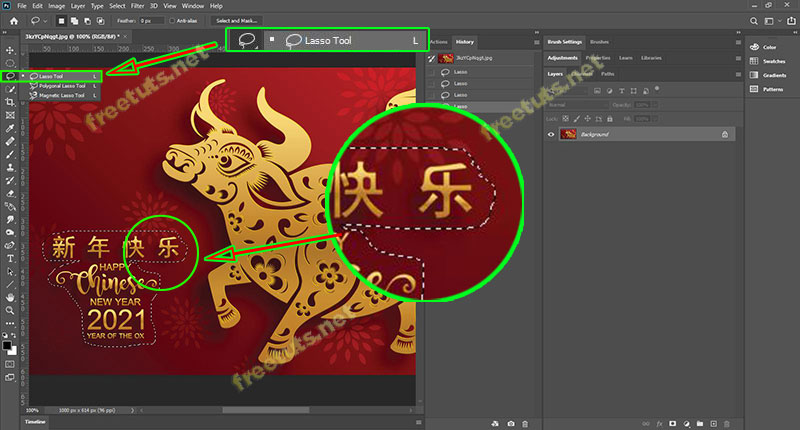 Ps File Edit Image Layer Type Select Filter 3D View Window Help
Feather: 0 px Anti-alias Select and Mask...
3kzYCpNqgt.jpg @ 100% (RGB/8#) *
Lasso Tool L
Lasso Tool L
Polygonal Lasso Tool L
Magnetic Lasso Tool L
freetuts.net
新年快乐
HAPPY
Chinese
NEW YEAR
2021
YEAR OF THE OX
快 乐
freetuts.net
freetuts.net
100% 1000 px x 614 px (96 ppi)
Timeline
Actions History
3kzYCpNqgt.jpg
Lasso
Lasso
Lasso
Lasso
Brush Settings Brushes
Adjustments Properties Learn Libraries
Layers Channels Paths
Normal Opacity: 100%
Lock: Fill: 100%
Background
Color
Swatches
Gradients
Patterns